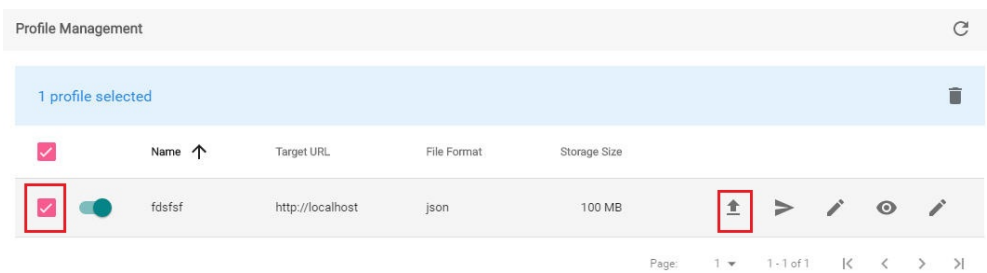 Profile Management
1 profile selected
Name Target URL File Format Storage Size
fdsfsf http://localhost json 100 MB
Page: 1 1 - 1 of 1